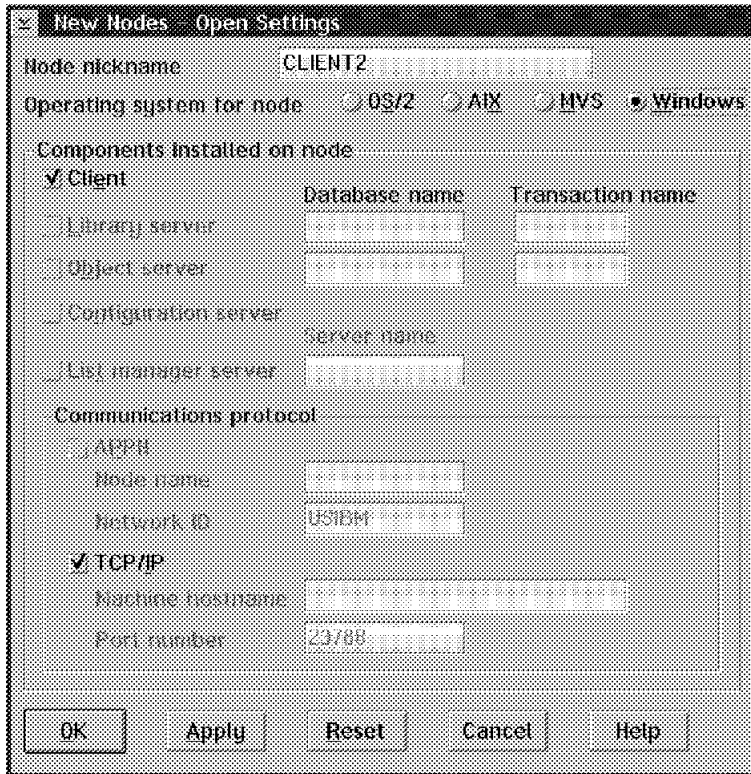 New Nodes - Open Settings
Node nickname CLIENT2
Operating system for node OS/2 AIX MVS Windows
Components installed on node
Client
Database name Transaction name
Library server
Object server
Configuration server
Server name
List manager server
Communications protocol
APPN
Node name
Network ID USIBM
TCP/IP
Machine hostname
Port number 23788
OK Apply Reset Cancel Help